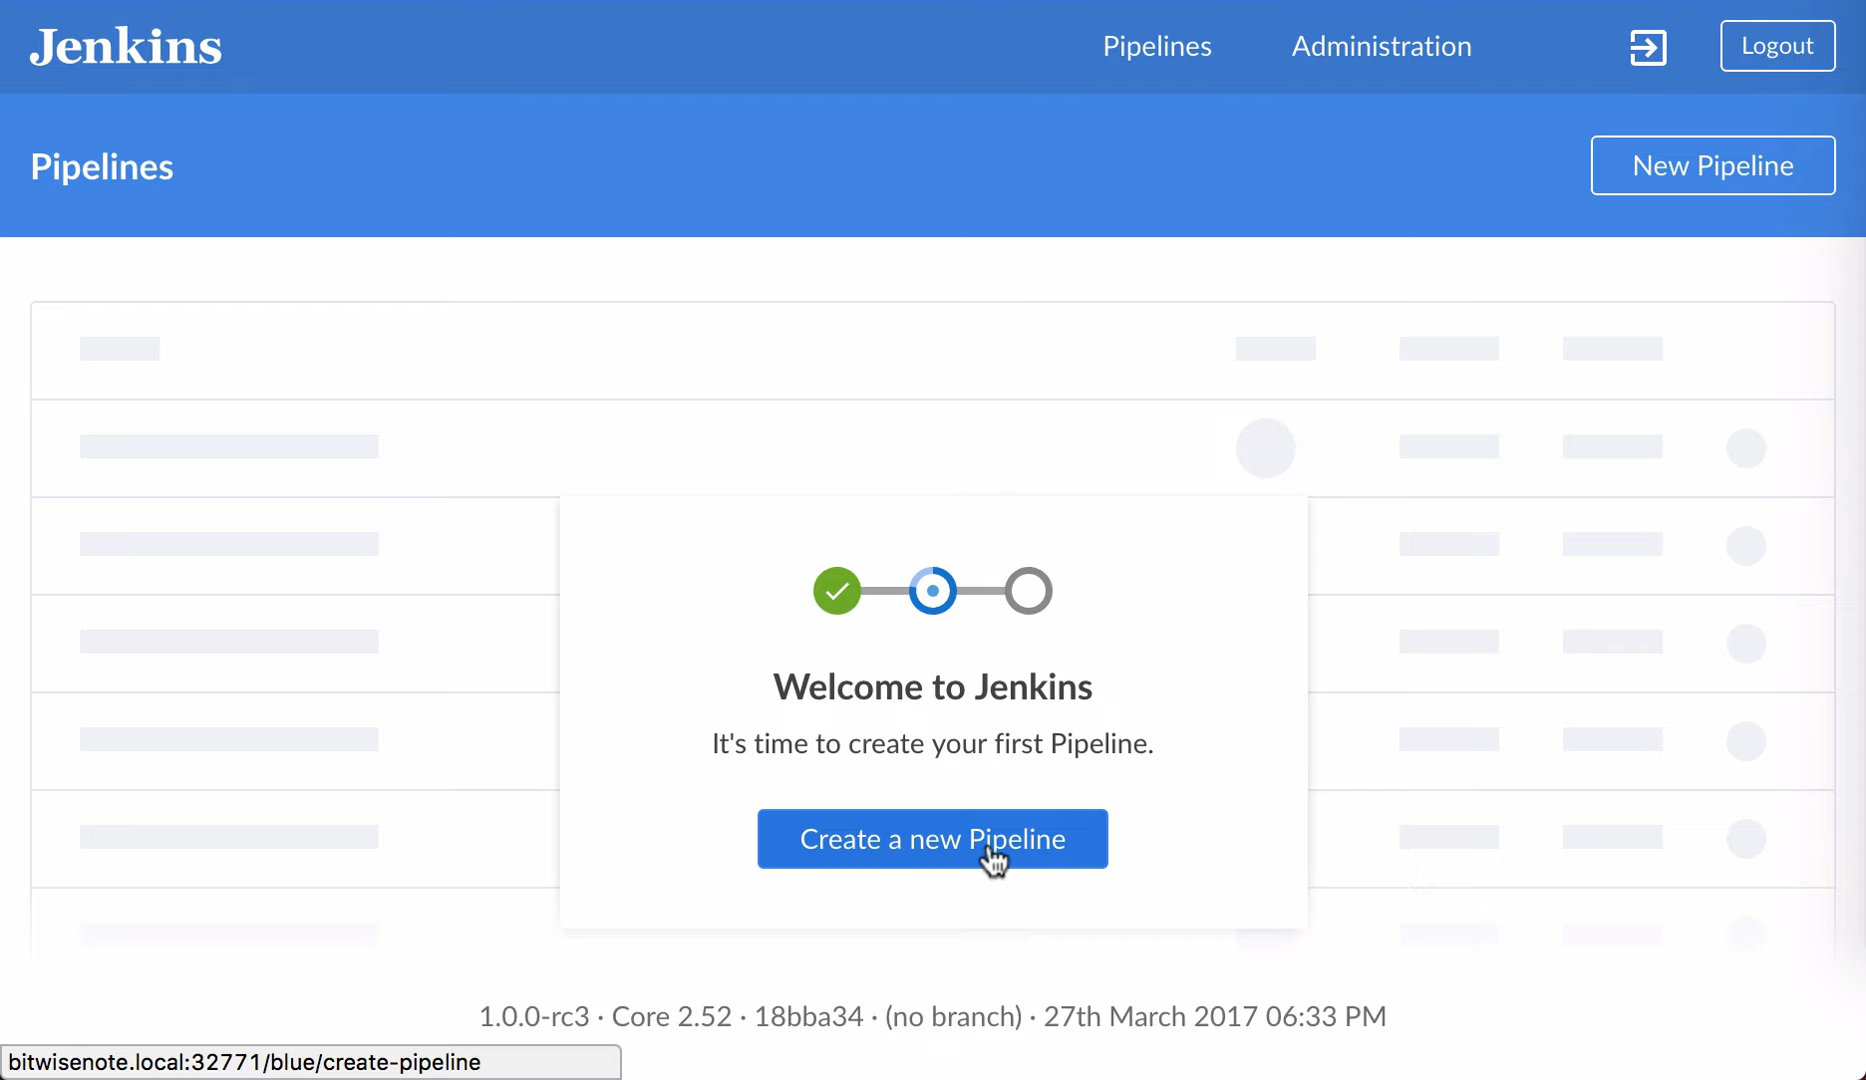 Jenkins
Pipelines
Administration
Logout
Pipelines
New Pipeline
Welcome to Jenkins
It's time to create your first Pipeline.
Create a new Pipeline
1.0.0-rc3 · Core 2.52 · 18bba34 · (no branch) · 27th March 2017 06:33 PM
bitwisenote.local:32771/blue/create-pipeline